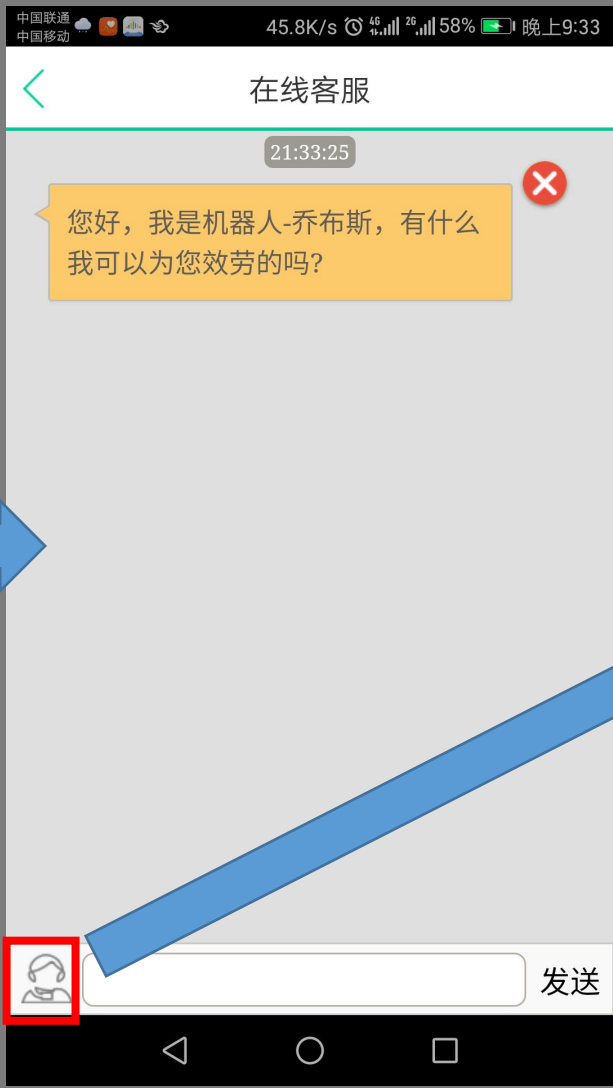 中国联通
中国移动
45.8K/s 4G 2G 58% 晚上9:33
在线客服
21:33:25
您好，我是机器人-乔布斯，有什么
我可以为您效劳的吗?
发送